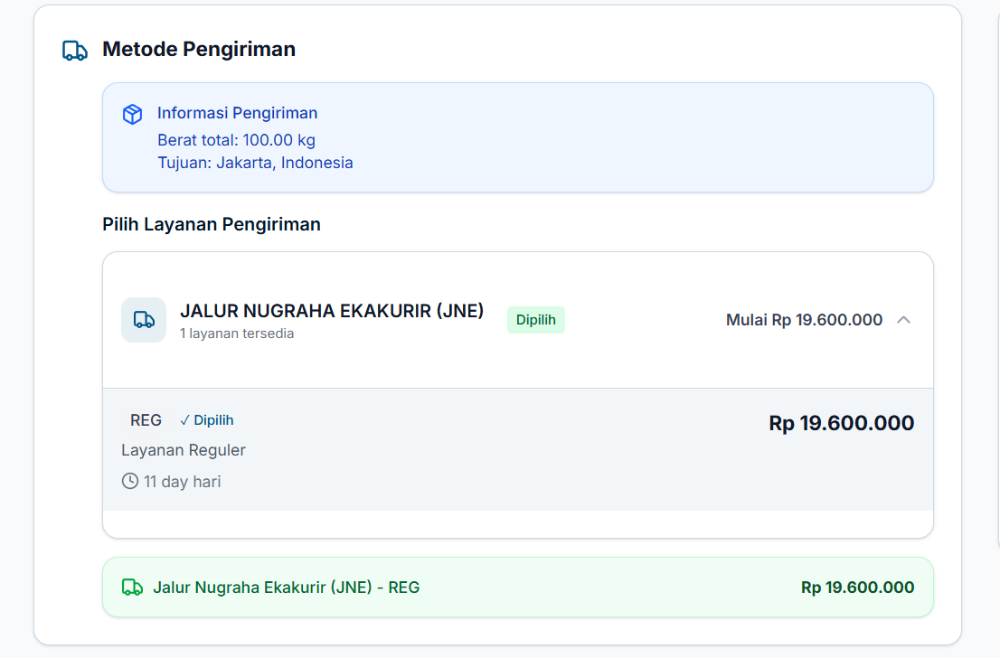 Metode Pengiriman
Informasi Pengiriman
Berat total: 100.00 kg
Tujuan: Jakarta, Indonesia
Pilih Layanan Pengiriman
JALUR NUGRAHA EKAKURIR (JNE)
1 layanan tersedia
Dipilih
Mulai Rp 19.600.000
REG ✓ Dipilih
Rp 19.600.000
Layanan Reguler
11 day hari
Jalur Nugraha Ekakurir (JNE) - REG
Rp 19.600.000